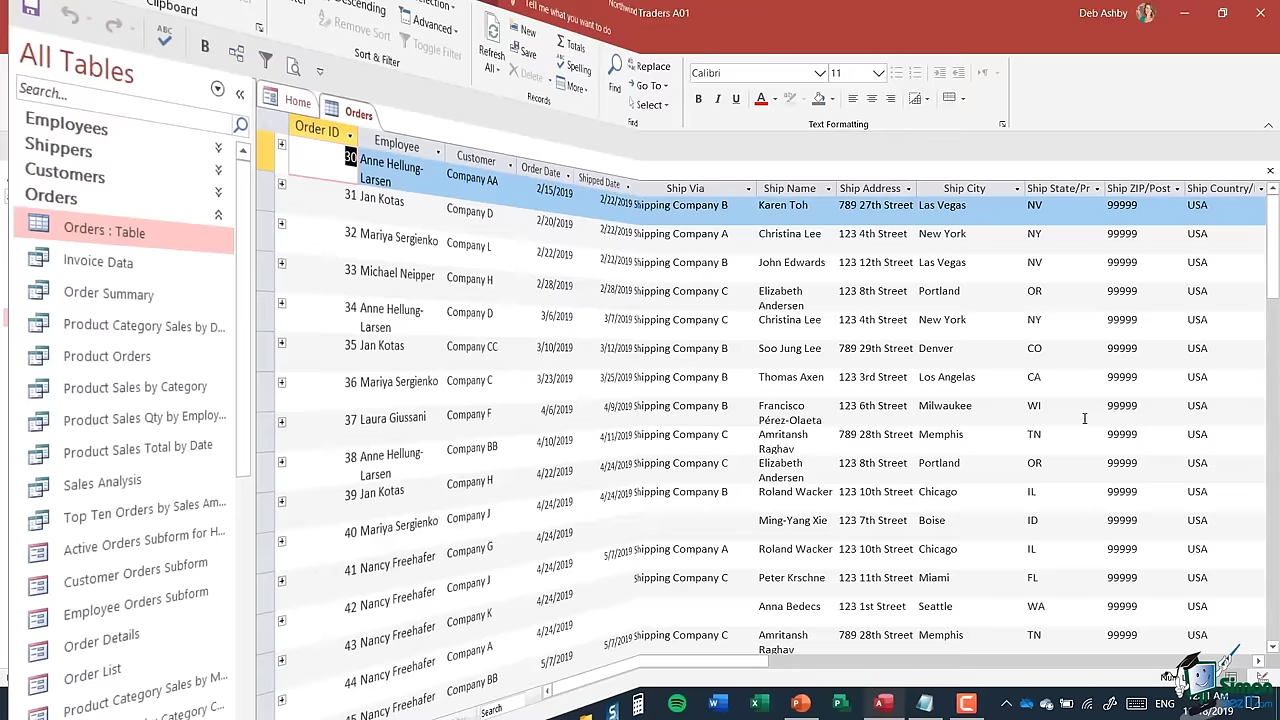 Northwind Traders A01
Deb Ashby
Tell me what you want to do
Clipboard
Descending
Remove Sort
Advanced
Toggle Filter
Sort & Filter
Refresh
All
New
Save
Delete
Totals
Spelling
More
Records
Find
Replace
Go To
Select
Find
Calibri
11
B I U A
Text Formatting
ABC
B
All Tables
Search...
Employees
Shippers
Customers
Orders
Orders : Table
Invoice Data
Order Summary
Product Category Sales by D...
Product Orders
Product Sales by Category
Product Sales Qty by Employ...
Product Sales Total by Date
Sales Analysis
Top Ten Orders by Sales Am...
Active Orders Subform for H...
Customer Orders Subform
Employee Orders Subform
Order Details
Order List
Product Category Sales by M...
Home
Orders
Order ID Employee Customer Order Date Shipped Date Ship Via Ship Name Ship Address Ship City Ship State/Pr Ship ZIP/Post Ship Country/
30 Anne Hellung-Larsen Company AA 2/15/2019 2/22/2019 Shipping Company B Karen Toh 789 27th Street Las Vegas NV 99999 USA
31 Jan Kotas Company D 2/20/2019 2/22/2019 Shipping Company A Christina Lee 123 4th Street New York NY 99999 USA
32 Mariya Sergienko Company L 2/22/2019 2/22/2019 Shipping Company B John Edwards 123 12th Street Las Vegas NV 99999 USA
33 Michael Neipper Company H 2/28/2019 2/28/2019 Shipping Company C Elizabeth Andersen 123 8th Street Portland OR 99999 USA
34 Anne Hellung-Larsen Company D 3/6/2019 3/7/2019 Shipping Company C Christina Lee 123 4th Street New York NY 99999 USA
35 Jan Kotas Company CC 3/10/2019 3/12/2019 Shipping Company B Soo Jung Lee 789 29th Street Denver CO 99999 USA
36 Mariya Sergienko Company C 3/23/2019 3/25/2019 Shipping Company B Thomas Axen 123 3rd Street Los Angelas CA 99999 USA
37 Laura Giussani Company F 4/6/2019 4/9/2019 Shipping Company B Francisco Pérez-Olaeta 123 6th Street Milwaukee WI 99999 USA
38 Anne Hellung-Larsen Company BB 4/10/2019 4/11/2019 Shipping Company C Amritansh Raghav 789 28th Street Memphis TN 99999 USA
39 Jan Kotas Company H 4/22/2019 4/24/2019 Shipping Company C Elizabeth Andersen 123 8th Street Portland OR 99999 USA
40 Mariya Sergienko Company J 4/24/2019 4/24/2019 Shipping Company B Roland Wacker 123 10th Street Chicago IL 99999 USA
41 Nancy Freehafer Company G 4/24/2019 Ming-Yang Xie 123 7th Street Boise ID 99999 USA
42 Nancy Freehafer Company J 4/24/2019 5/7/2019 Shipping Company A Roland Wacker 123 10th Street Chicago IL 99999 USA
43 Nancy Freehafer Company K 4/24/2019 Shipping Company C Peter Krschne 123 11th Street Miami FL 99999 USA
44 Nancy Freehafer Company A 4/24/2019 Anna Bedecs 123 1st Street Seattle WA 99999 USA
45 Nancy Freehafer Company BB 5/7/2019 5/7/2019 Shipping Company C Amritansh Raghav 789 28th Street Memphis TN 99999 USA
Search
ENG